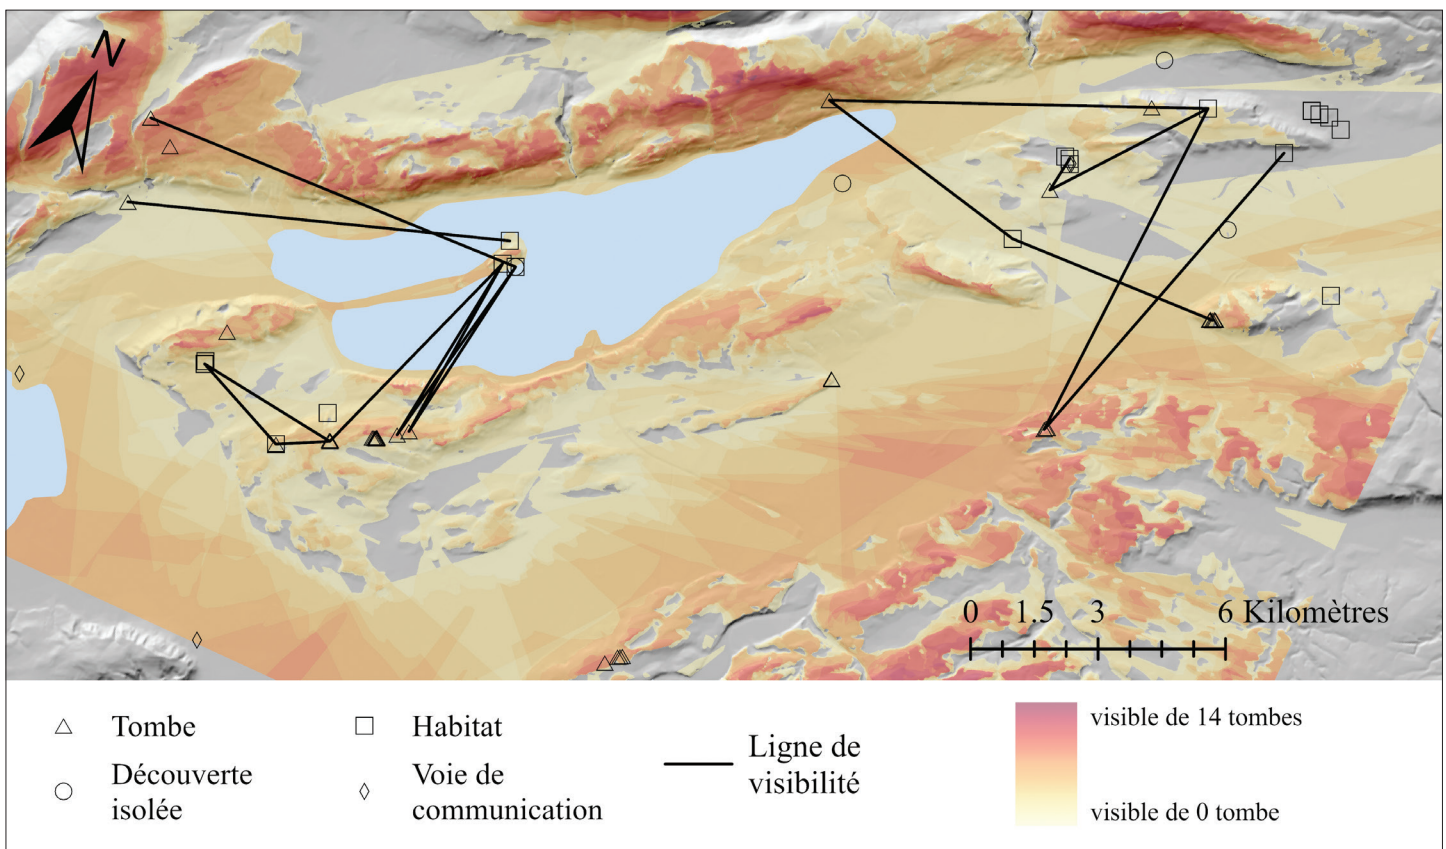 N
0 1.5 3 6 Kilomètres
Tombe
Habitat
Découverte
isolée
Voie de
communication
Ligne de
visibilité
visible de 14 tombes
visible de 0 tombe